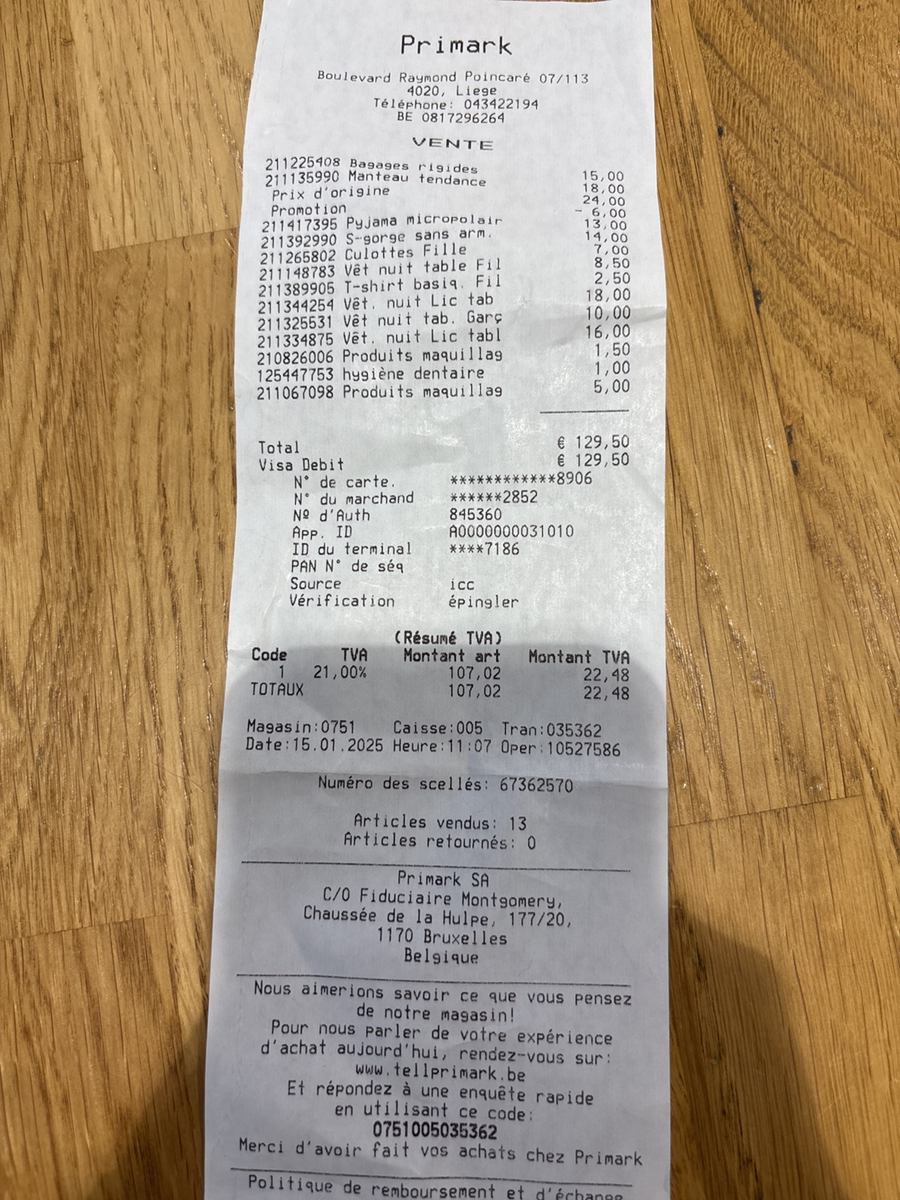 Primark
Boulevard Raymond Poincaré 07/113
4020, Liege
Téléphone: 043422194
BE 0817296264
VENTE
211225408 Bagages rigides 15,00
211135990 Manteau tendance 18,00
Prix d'origine 24,00
Promotion - 6,00
211417395 Pyjama micropolair 13,00
211392990 S-gorge sans arm. 14,00
211265802 Culottes Fille 7,00
211148783 Vêt nuit table Fil 8,50
211389905 T-shirt basiq. Fil 2,50
211344254 Vêt. nuit Lic tab 18,00
211325531 Vêt nuit tab. Garç 10,00
211334875 Vêt. nuit Lic tabl 16,00
210826006 Produits maquillag 1,50
125447753 hygiène dentaire 1,00
211067098 Produits maquillag 5,00
Total € 129,50
Visa Debit € 129,50
N° de carte. ************8906
N° du marchand ******2852
Nº d'Auth 845360
App. ID A0000000031010
ID du terminal ****7186
PAN N° de séq
Source icc
Vérification épingler
(Résumé TVA)
Code TVA Montant art Montant TVA
1 21,00% 107,02 22,48
TOTAUX 107,02 22,48
Magasin:0751 Caisse:005 Tran:035362
Date:15.01.2025 Heure:11:07 Oper:10527586
Numéro des scellés: 67362570
Articles vendus: 13
Articles retournés: 0
Primark SA
C/O Fiduciaire Montgomery,
Chaussée de la Hulpe, 177/20,
1170 Bruxelles
Belgique
Nous aimerions savoir ce que vous pensez
de notre magasin!
Pour nous parler de votre expérience
d'achat aujourd'hui, rendez-vous sur:
www.tellprimark.be
Et répondez à une enquête rapide
en utilisant ce code:
0751005035362
Merci d'avoir fait vos achats chez Primark
Politique de remboursement et d'échange